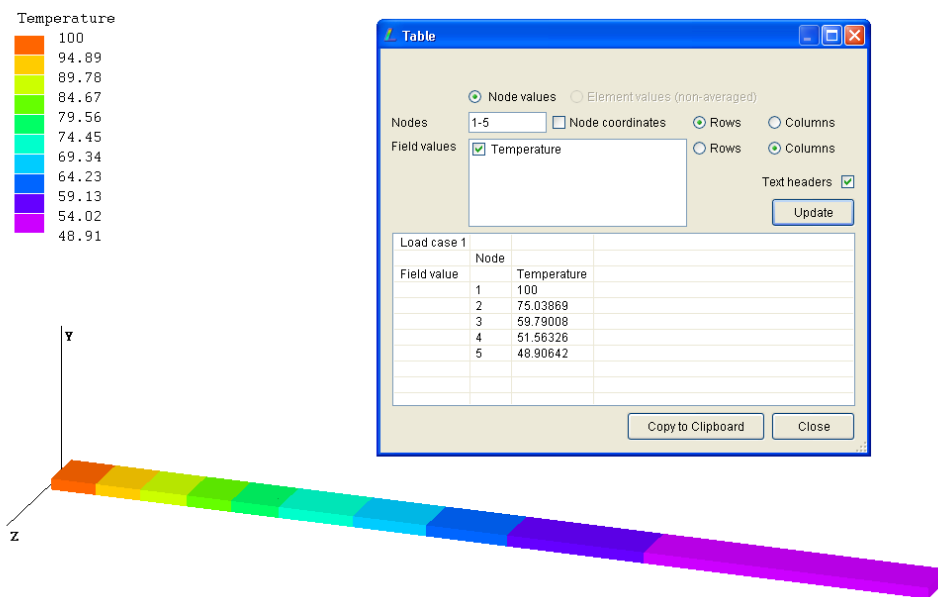 Temperature
100
94.89
89.78
84.67
79.56
74.45
69.34
64.23
59.13
54.02
48.91
Table
Node values Element values (non-averaged)
Nodes 1-5 Node coordinates Rows Columns
Field values Temperature Rows Columns
Text headers
Update
Load case 1
Node
Field value Temperature
1 100
2 75.03869
3 59.79008
4 51.56326
5 48.90642
Copy to Clipboard Close
Y
Z